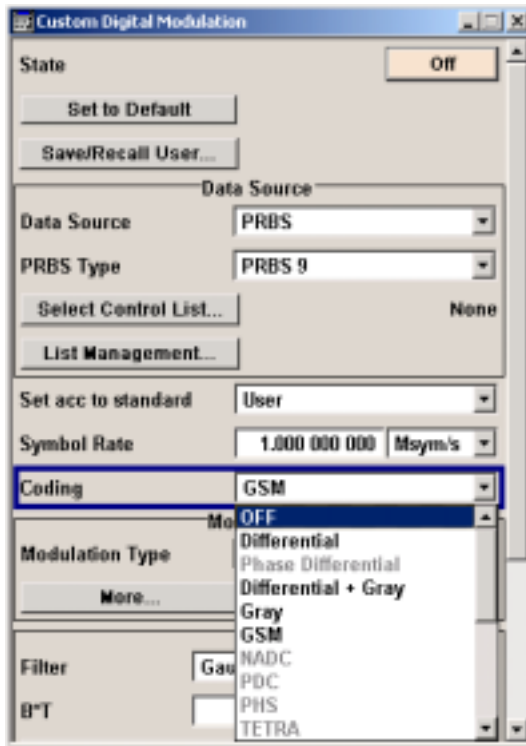 Custom Digital Modulation
State Off
Set to Default
Save/Recall User...
Data Source
Data Source PRBS
PRBS Type PRBS 9
Select Control List... None
List Management...
Set acc to standard User
Symbol Rate 1.000 000 000 Msym/s
Coding GSM
OFF
Differential
Modulation Type
Phase Differential
Differential + Gray
More...
Gray
GSM
NADC
Filter
PDC
PHS
B*T
TETRA